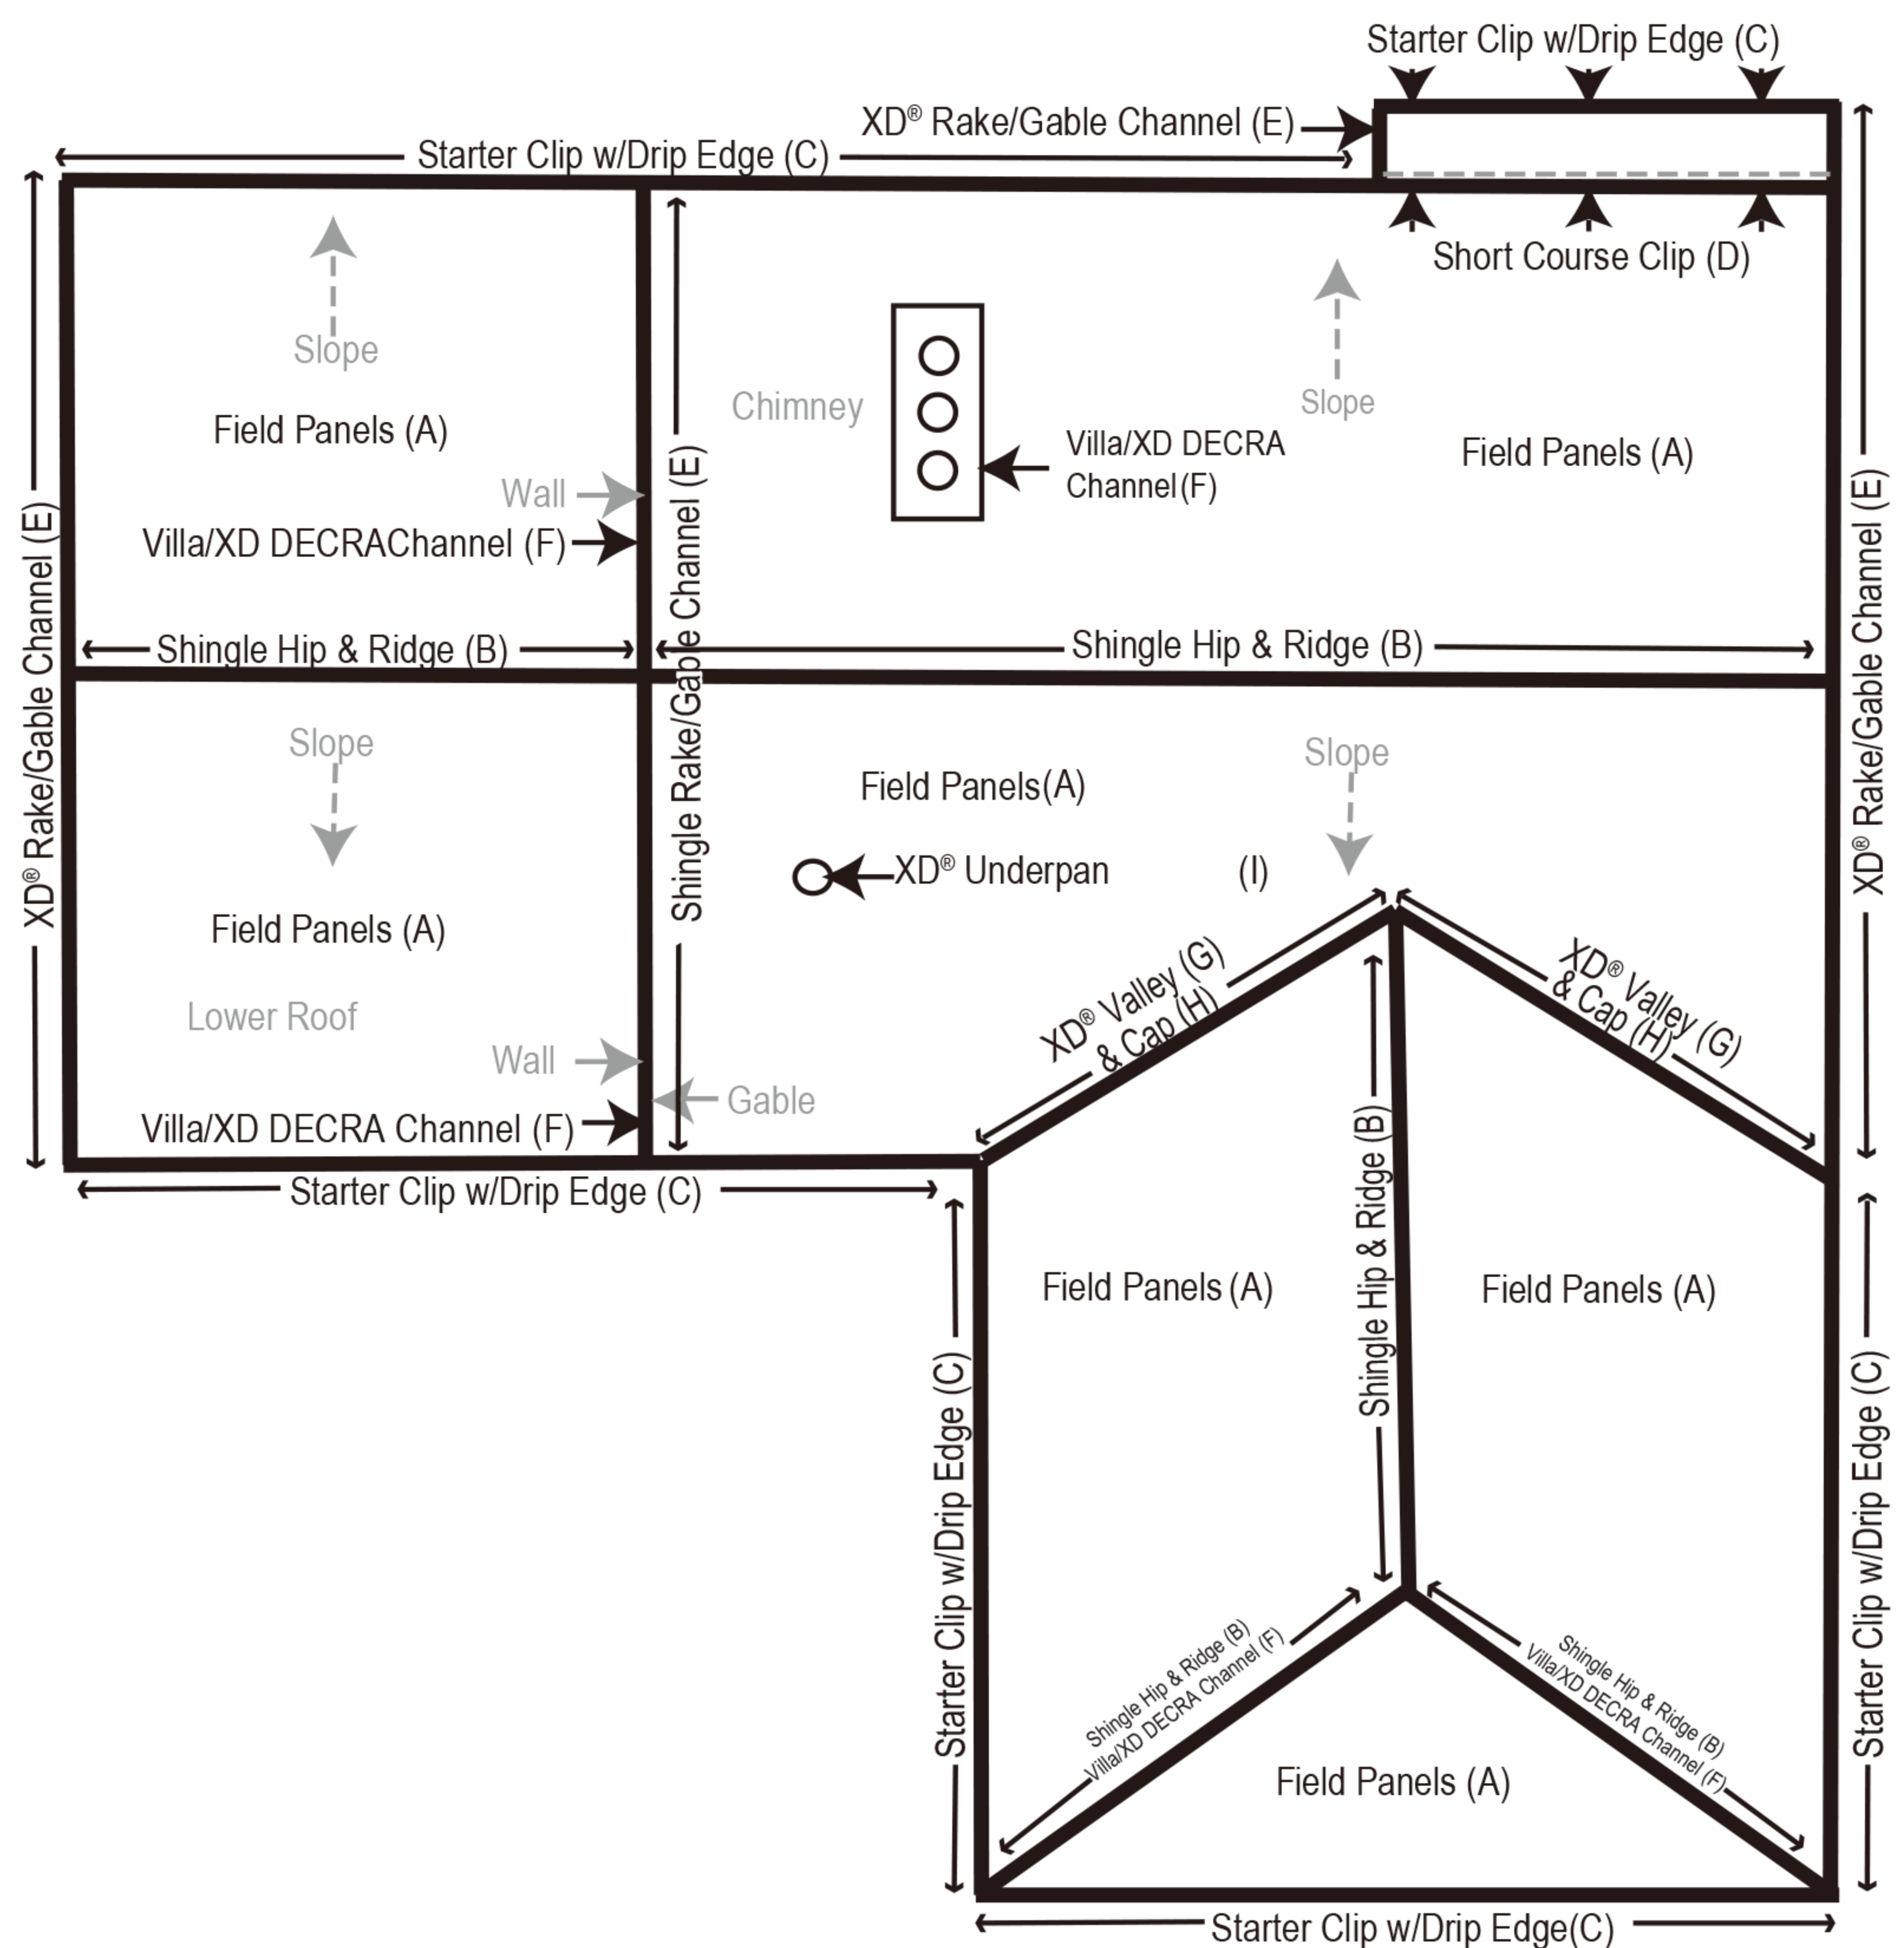 Starter Clip w/Drip Edge (C)
XD® Rake/Gable Channel (E)
Starter Clip w/Drip Edge (C)
Short Course Clip (D)
Slope
Slope
Chimney
Field Panels (A)
Villa/XD DECRA
Channel (F)
Field Panels (A)
Wall
Villa/XD DECRAChannel (F)
XD® Rake/Gable Channel (E)
Shingle Rake/Gable Channel (E)
XD® Rake/Gable Channel (E)
Shingle Hip & Ridge (B)
Shingle Hip & Ridge (B)
Slope
Slope
Field Panels(A)
XD® Underpan (I)
Field Panels (A)
Lower Roof
Wall
Gable
Villa/XD DECRA Channel (F)
XD® Valley (G)
& Cap (H)
XD® Valley (G)
& Cap (H)
Starter Clip w/Drip Edge (C)
Shingle Hip & Ridge (B)
Field Panels (A)
Field Panels (A)
Starter Clip w/Drip Edge (C)
Starter Clip w/Drip Edge (C)
Shingle Hip & Ridge (B)
Villa/XD DECRA Channel (F)
Shingle Hip & Ridge (B)
Villa/XD DECRA Channel (F)
Field Panels (A)
Starter Clip w/Drip Edge(C)